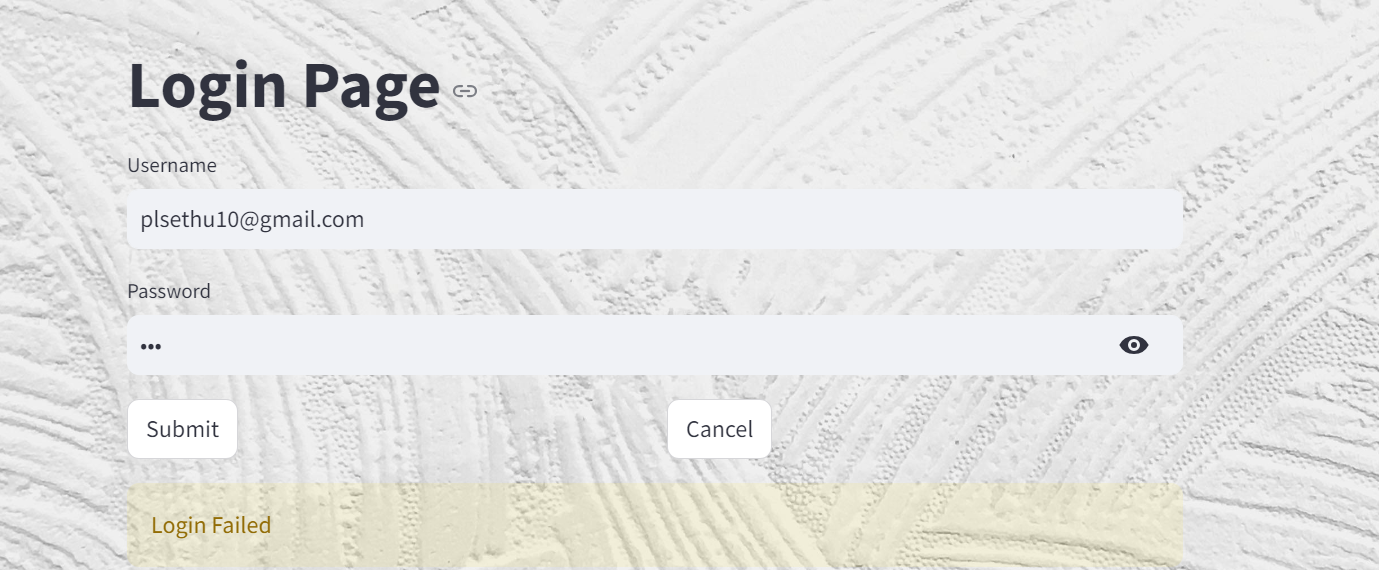 Login Page
Username
plsethu10@gmail.com
Password
•••
Submit
Cancel
Login Failed